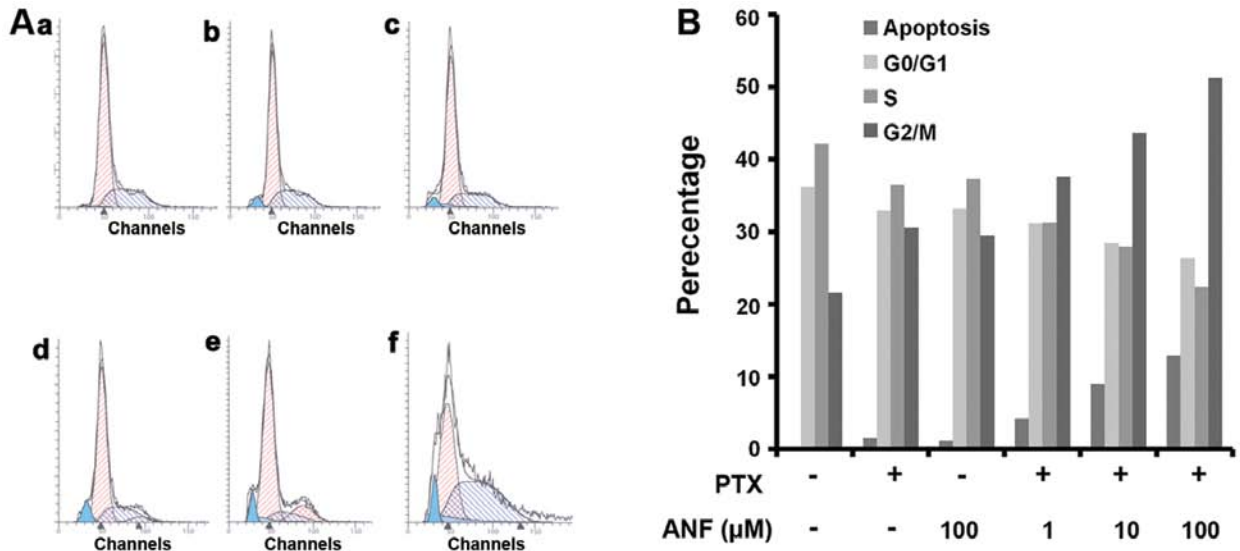 A a
b
c
Channels
Channels
Channels
d
e
f
Channels
Channels
Channels
B
Apoptosis
G0/G1
S
G2/M
Perecentage
60
50
40
30
20
10
0
PTX - + - + + +
ANF (µM) - - 100 1 10 100